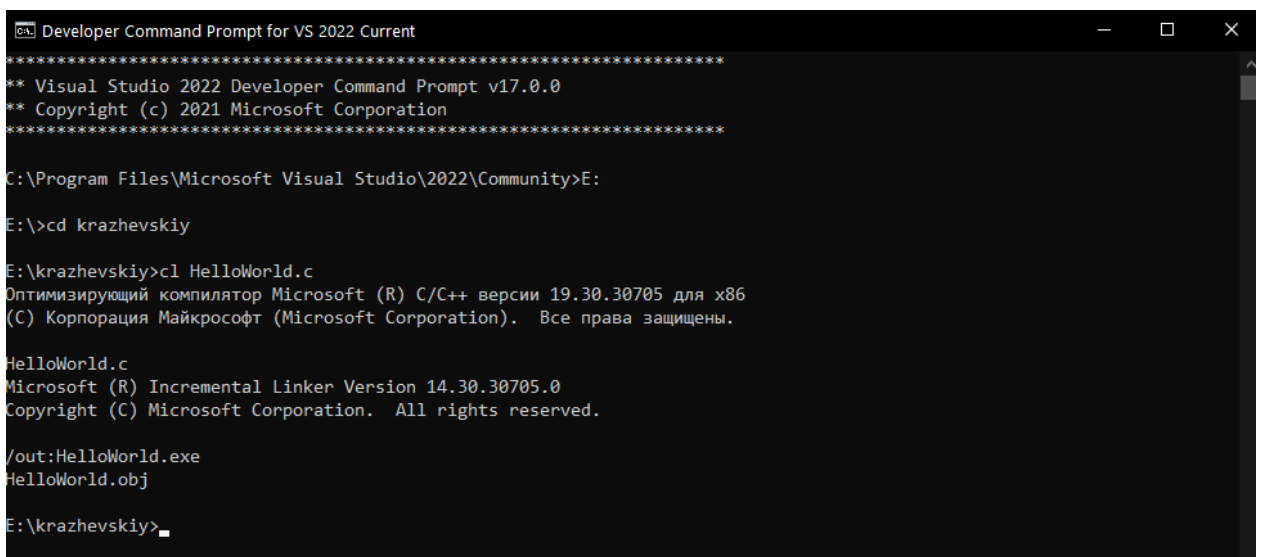 Developer Command Prompt for VS 2022 Current
**********************************************************************
** Visual Studio 2022 Developer Command Prompt v17.0.0
** Copyright (c) 2021 Microsoft Corporation
**********************************************************************
C:\Program Files\Microsoft Visual Studio\2022\Community>E:
E:\>cd krazhevskiy
E:\krazhevskiy>cl HelloWorld.c
Оптимизирующий компилятор Microsoft (R) C/C++ версии 19.30.30705 для x86
(C) Корпорация Майкрософт (Microsoft Corporation).  Все права защищены.
HelloWorld.c
Microsoft (R) Incremental Linker Version 14.30.30705.0
Copyright (C) Microsoft Corporation.  All rights reserved.
/out:HelloWorld.exe
HelloWorld.obj
E:\krazhevskiy>